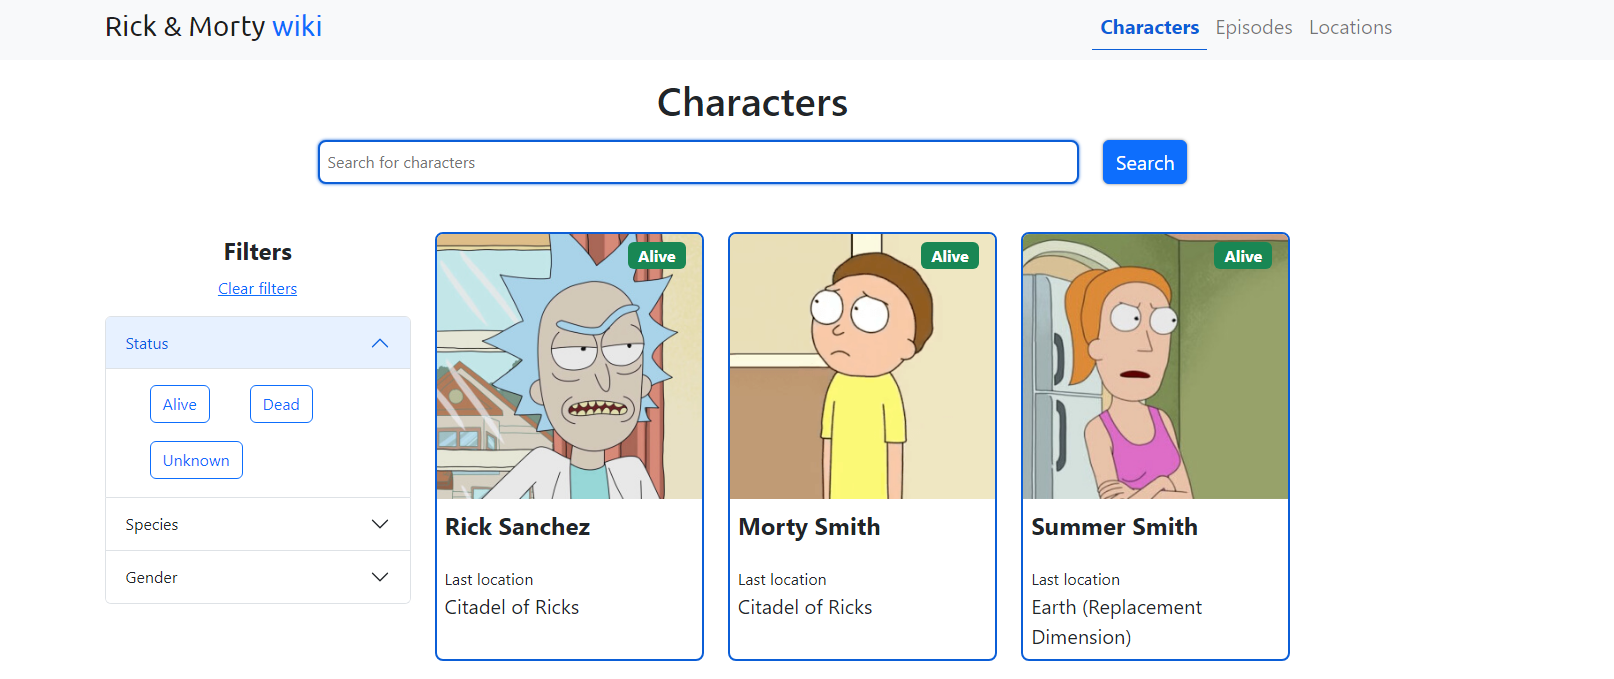 Rick & Morty wiki
Characters Episodes Locations
Characters
Search for characters
Search
Filters
Clear filters
Status
Alive
Dead
Unknown
Species
Gender
Alive
Rick Sanchez
Last location
Citadel of Ricks
Alive
Morty Smith
Last location
Citadel of Ricks
Alive
Summer Smith
Last location
Earth (Replacement
Dimension)